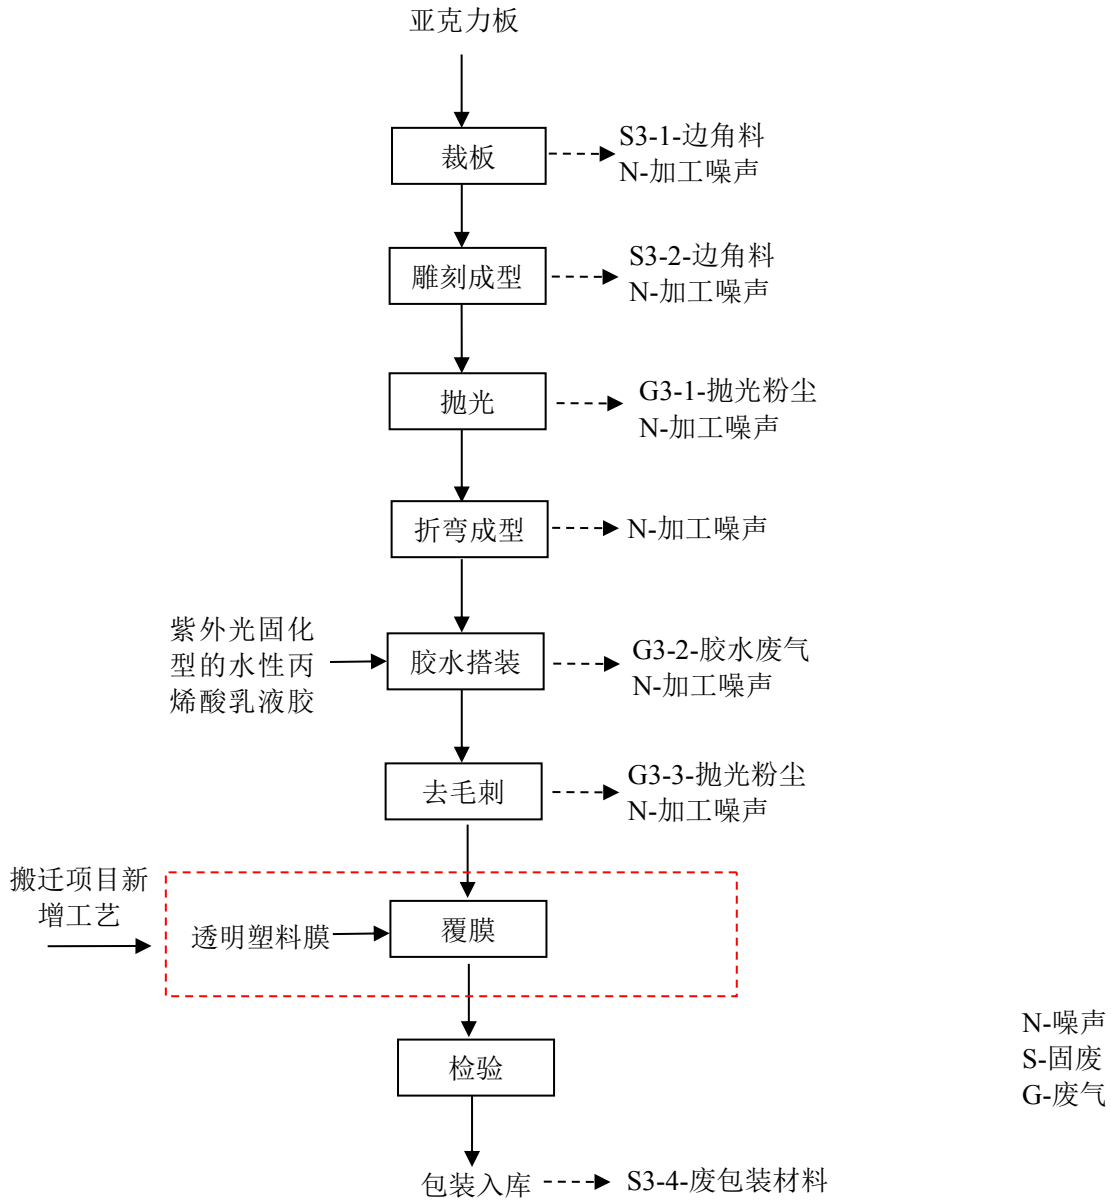 亚克力板
裁板
S3-1-边角料
N-加工噪声
雕刻成型
S3-2-边角料
N-加工噪声
抛光
G3-1-抛光粉尘
N-加工噪声
折弯成型
N-加工噪声
紫外光固化
型的水性丙
烯酸乳液胶
胶水搭装
G3-2-胶水废气
N-加工噪声
去毛刺
G3-3-抛光粉尘
N-加工噪声
搬迁项目新
增工艺
透明塑料膜
覆膜
检验
N-噪声
S-固废
G-废气
包装入库
S3-4-废包装材料